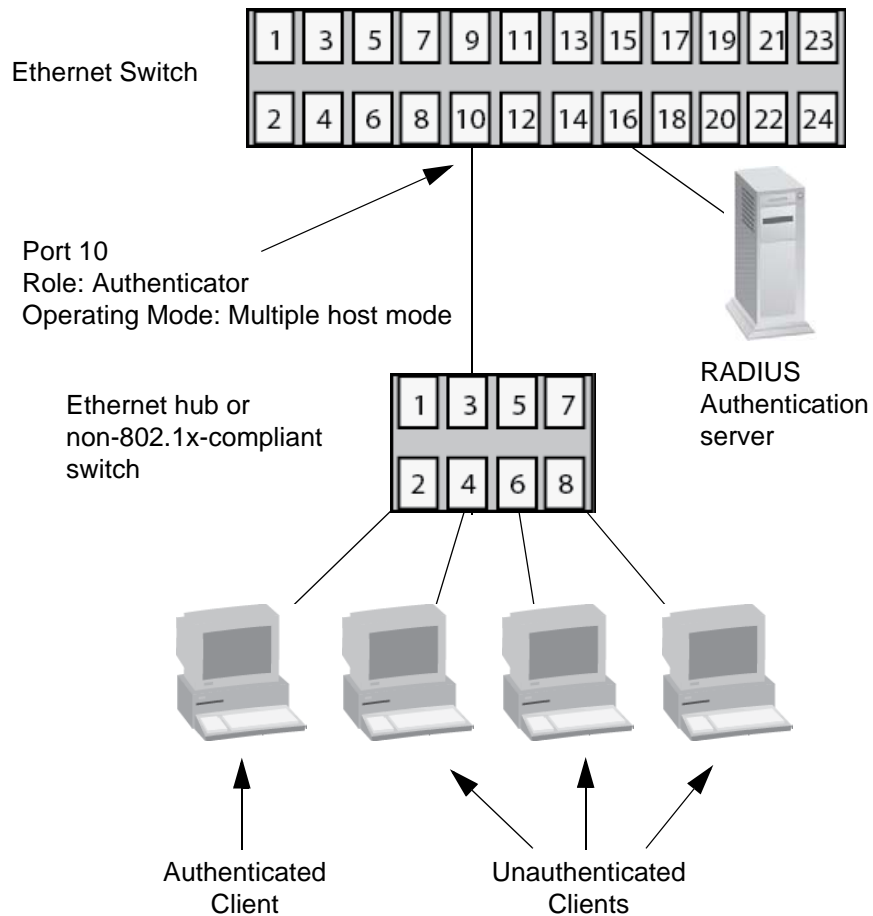 1 3 5 7 9 11 13 15 17 19 21 23
Ethernet Switch
2 4 6 8 10 12 14 16 18 20 22 24
Port 10
Role: Authenticator
Operating Mode: Multiple host mode
RADIUS
Authentication
server
Ethernet hub or
non-802.1x-compliant
switch
1 3 5 7
2 4 6 8
Authenticated
Client
Unauthenticated
Clients